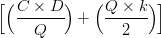 [(C × D / Q) + (Q × k / 2)]